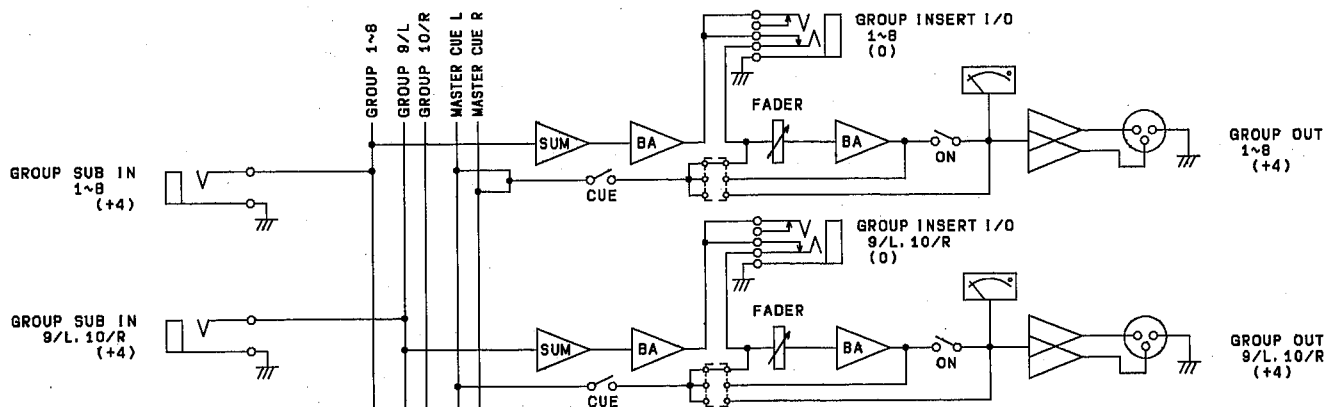 GROUP 1~8
GROUP 9/L
GROUP 10/R
MASTER CUE L
MASTER CUE R
GROUP INSERT I/O
1~8
(0)
FADER
SUM
BA
BA
ON
GROUP OUT
1~8
(+4)
GROUP SUB IN
1~8
(+4)
CUE
GROUP INSERT I/O
9/L. 10/R
(0)
FADER
GROUP SUB IN
9/L. 10/R
(+4)
SUM
BA
BA
ON
GROUP OUT
9/L. 10/R
(+4)
CUE